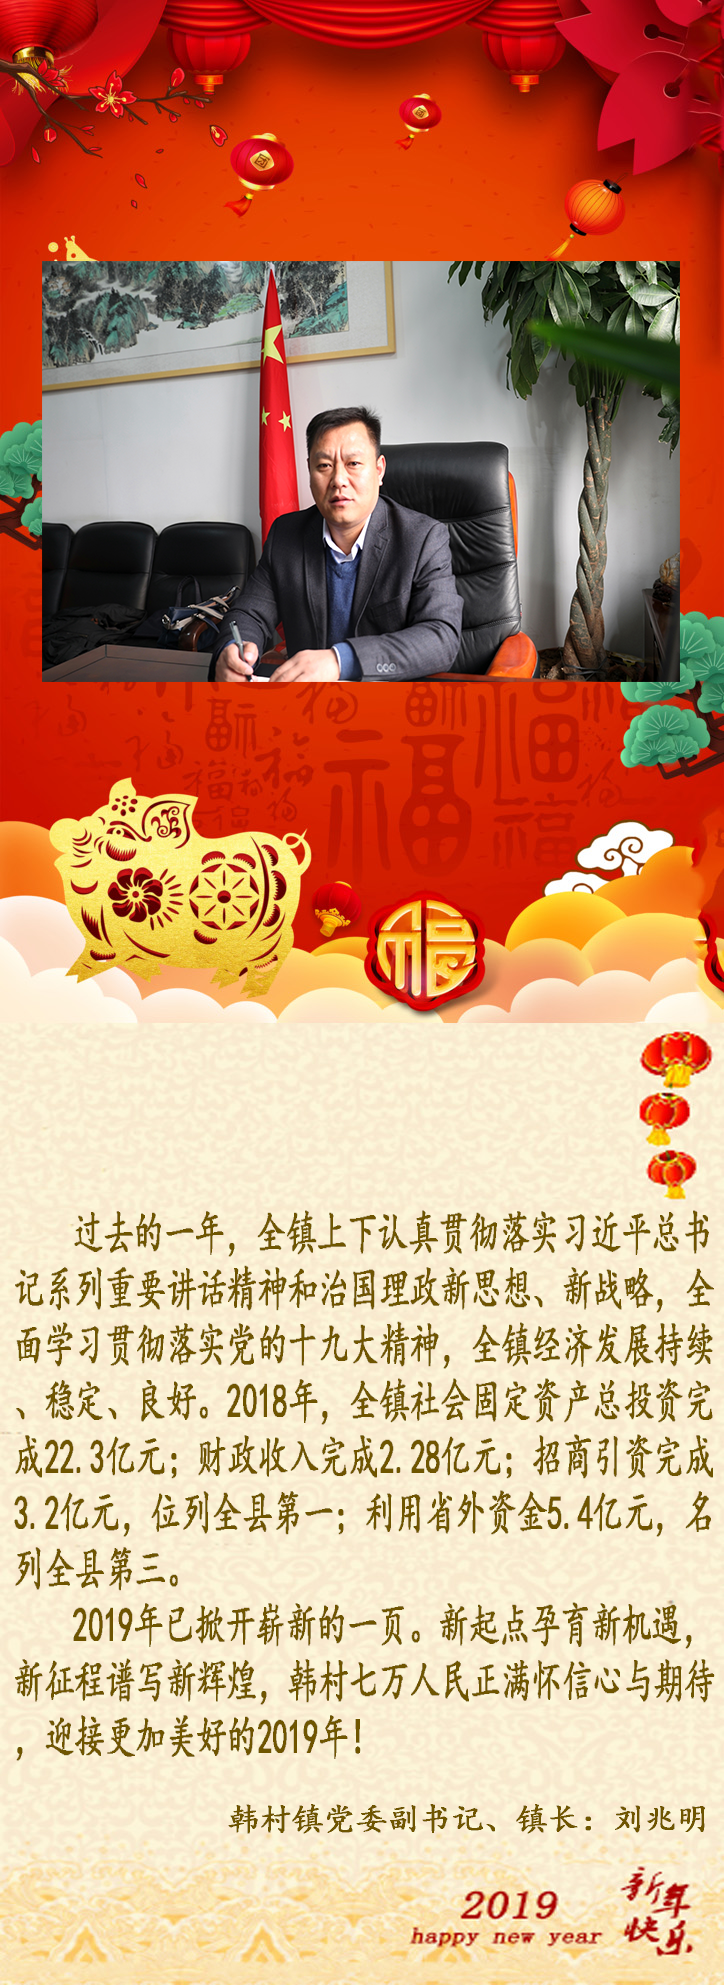 福
过去的一年，全镇上下认真贯彻落实习近平总书
记系列重要讲话精神和治国理政新思想、新战略，全
面学习贯彻落实党的十九大精神，全镇经济发展持续
、稳定、良好。2018年，全镇社会固定资产总投资完
成22.3亿元；财政收入完成2.28亿元；招商引资完成
3.2亿元，位列全县第一；利用省外资金5.4亿元，名
列全县第三。
2019年已掀开崭新的一页。新起点孕育新机遇，
新征程谱写新辉煌，韩村七万人民正满怀信心与期待
，迎接更加美好的2019年！
韩村镇党委副书记、镇长：刘兆明
2019
happy new year
新年
快乐